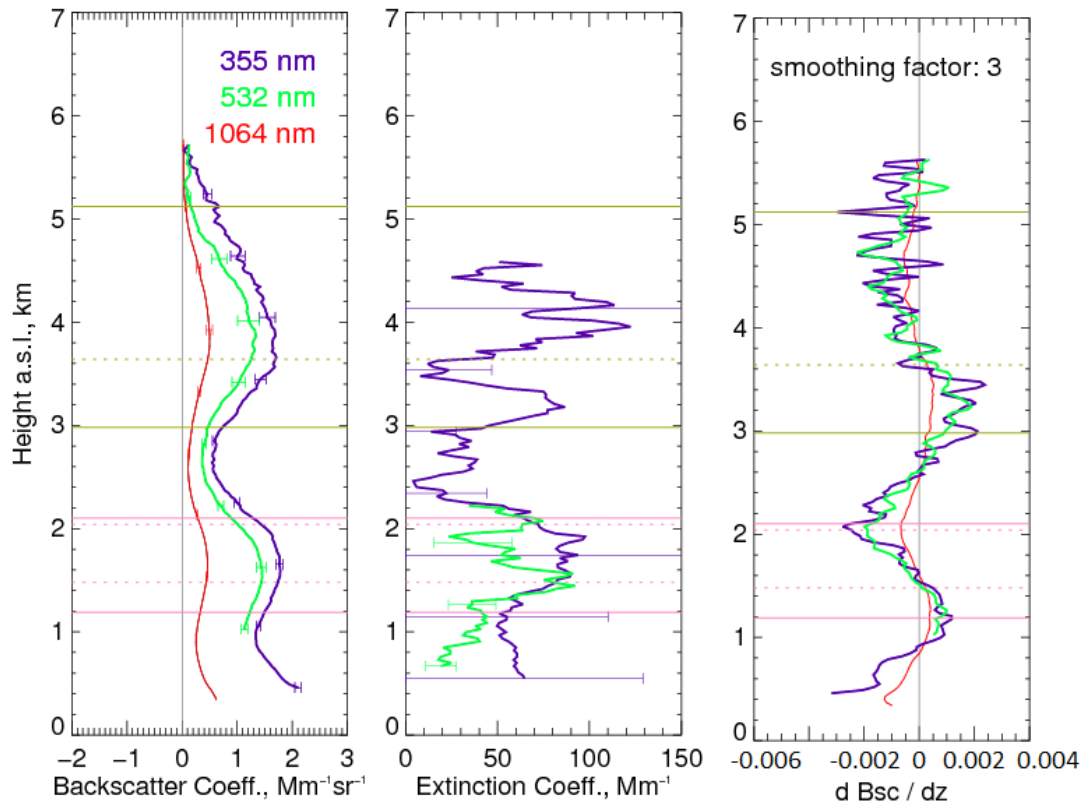 355 nm
532 nm
1064 nm
smoothing factor: 3
Height a.s.l., km
7
6
5
4
3
2
1
0
−2 −1 0 1 2 3
Backscatter Coeff., Mm⁻¹sr⁻¹
7
6
5
4
3
2
1
0
0 50 100 150
Extinction Coeff., Mm⁻¹
7
6
5
4
3
2
1
0
-0.006 -0.002 0 0.002 0.004
d Bsc / dz